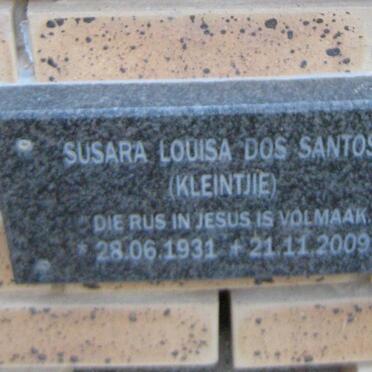 SUSARA LOUISA DOS SANTOS
(KLEINTJIE)
DIE RUS IN JESUS IS VOLMAAK.
* 28.06.1931 + 21.11.2009